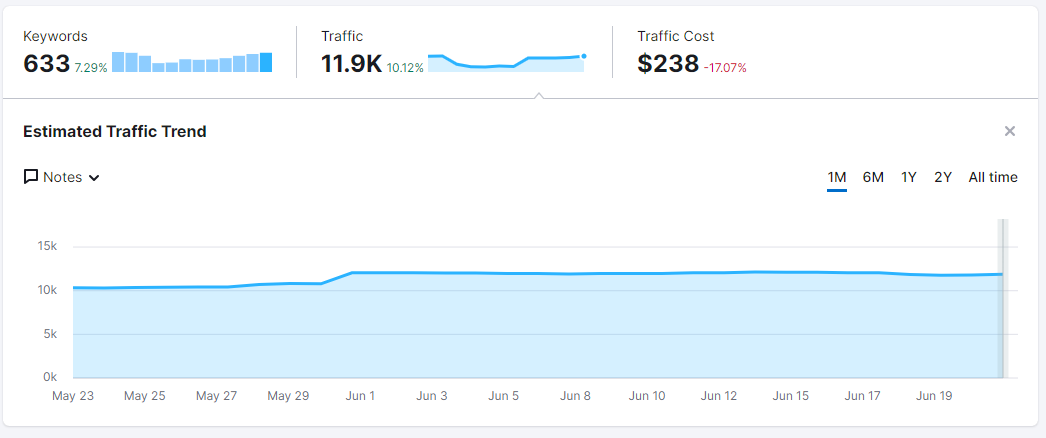 Keywords Traffic Traffic Cost
633 7.29% 11.9K 10.12% $238 -17.07%
Estimated Traffic Trend
Notes 1M 6M 1Y 2Y All time
15k
10k
5k
0k
May 23 May 25 May 27 May 29 Jun 1 Jun 3 Jun 5 Jun 8 Jun 10 Jun 12 Jun 15 Jun 17 Jun 19